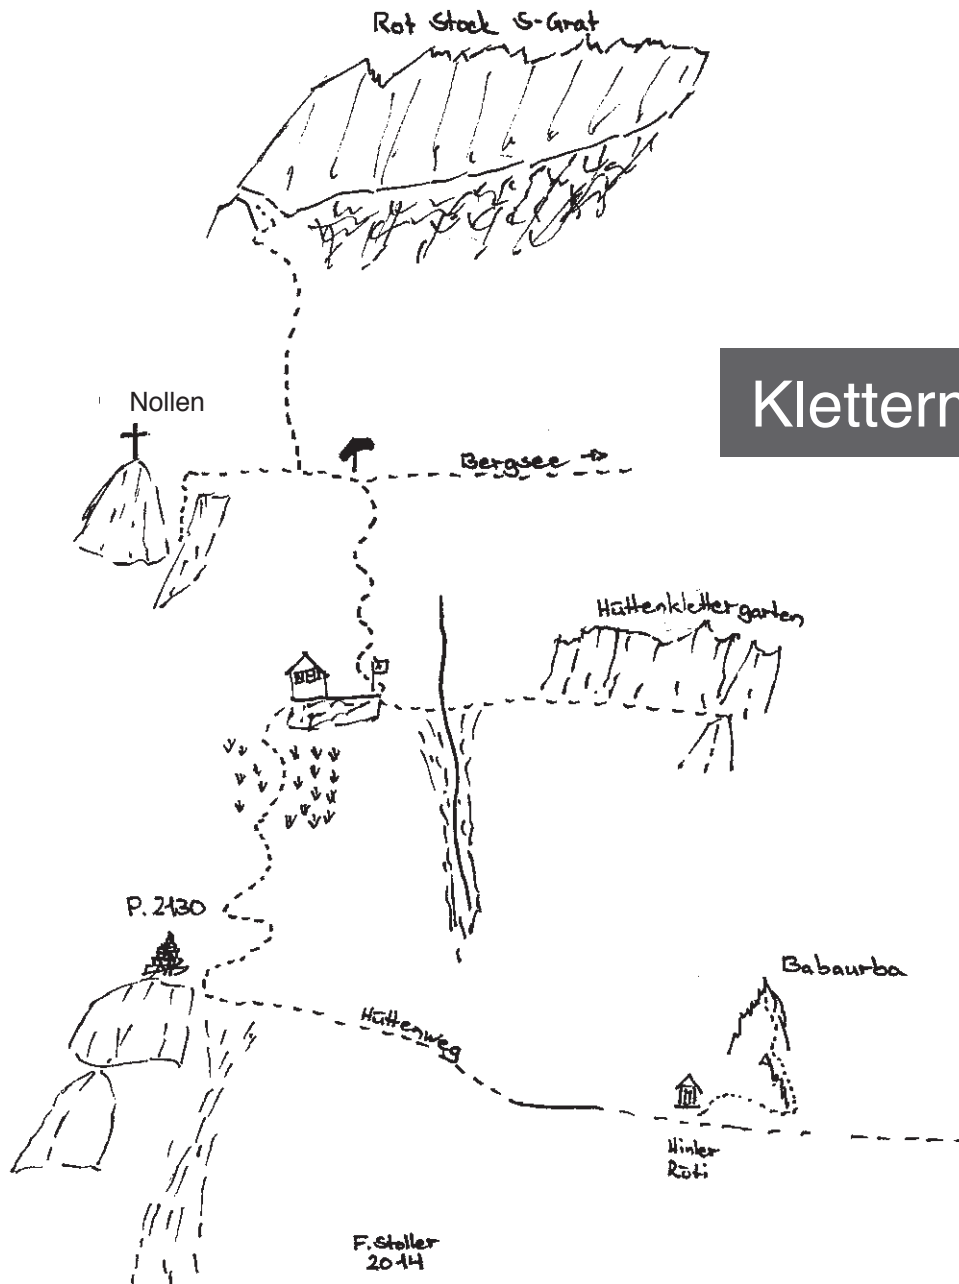 Rot Stock S-Grat
Klettern
Nollen
Bergsee
Hüttenklettergarten
P. 2130
Babaurba
Hüttenweg
Hinter
Rüti
F. Stoller
2014